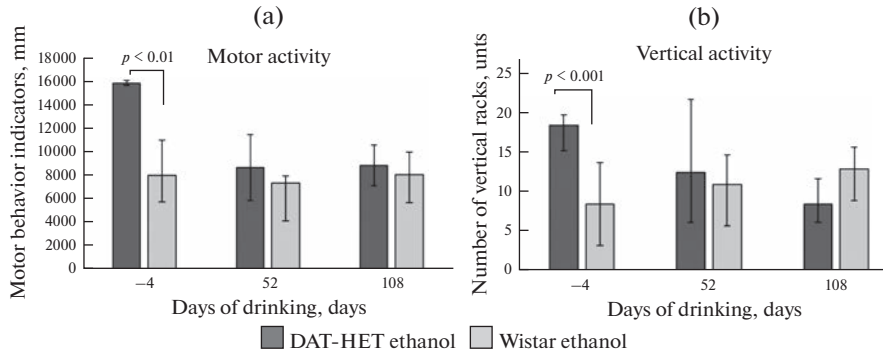 (a)
Motor activity
p < 0.01
Motor behavior indicators, mm
18000
16000
14000
12000
10000
8000
6000
4000
2000
0
−4
52
108
Days of drinking, days
(b)
Vertical activity
p < 0.001
Number of vertical racks, unts
25
20
15
10
5
0
−4
52
108
Days of drinking, days
DAT-HET ethanol
Wistar ethanol